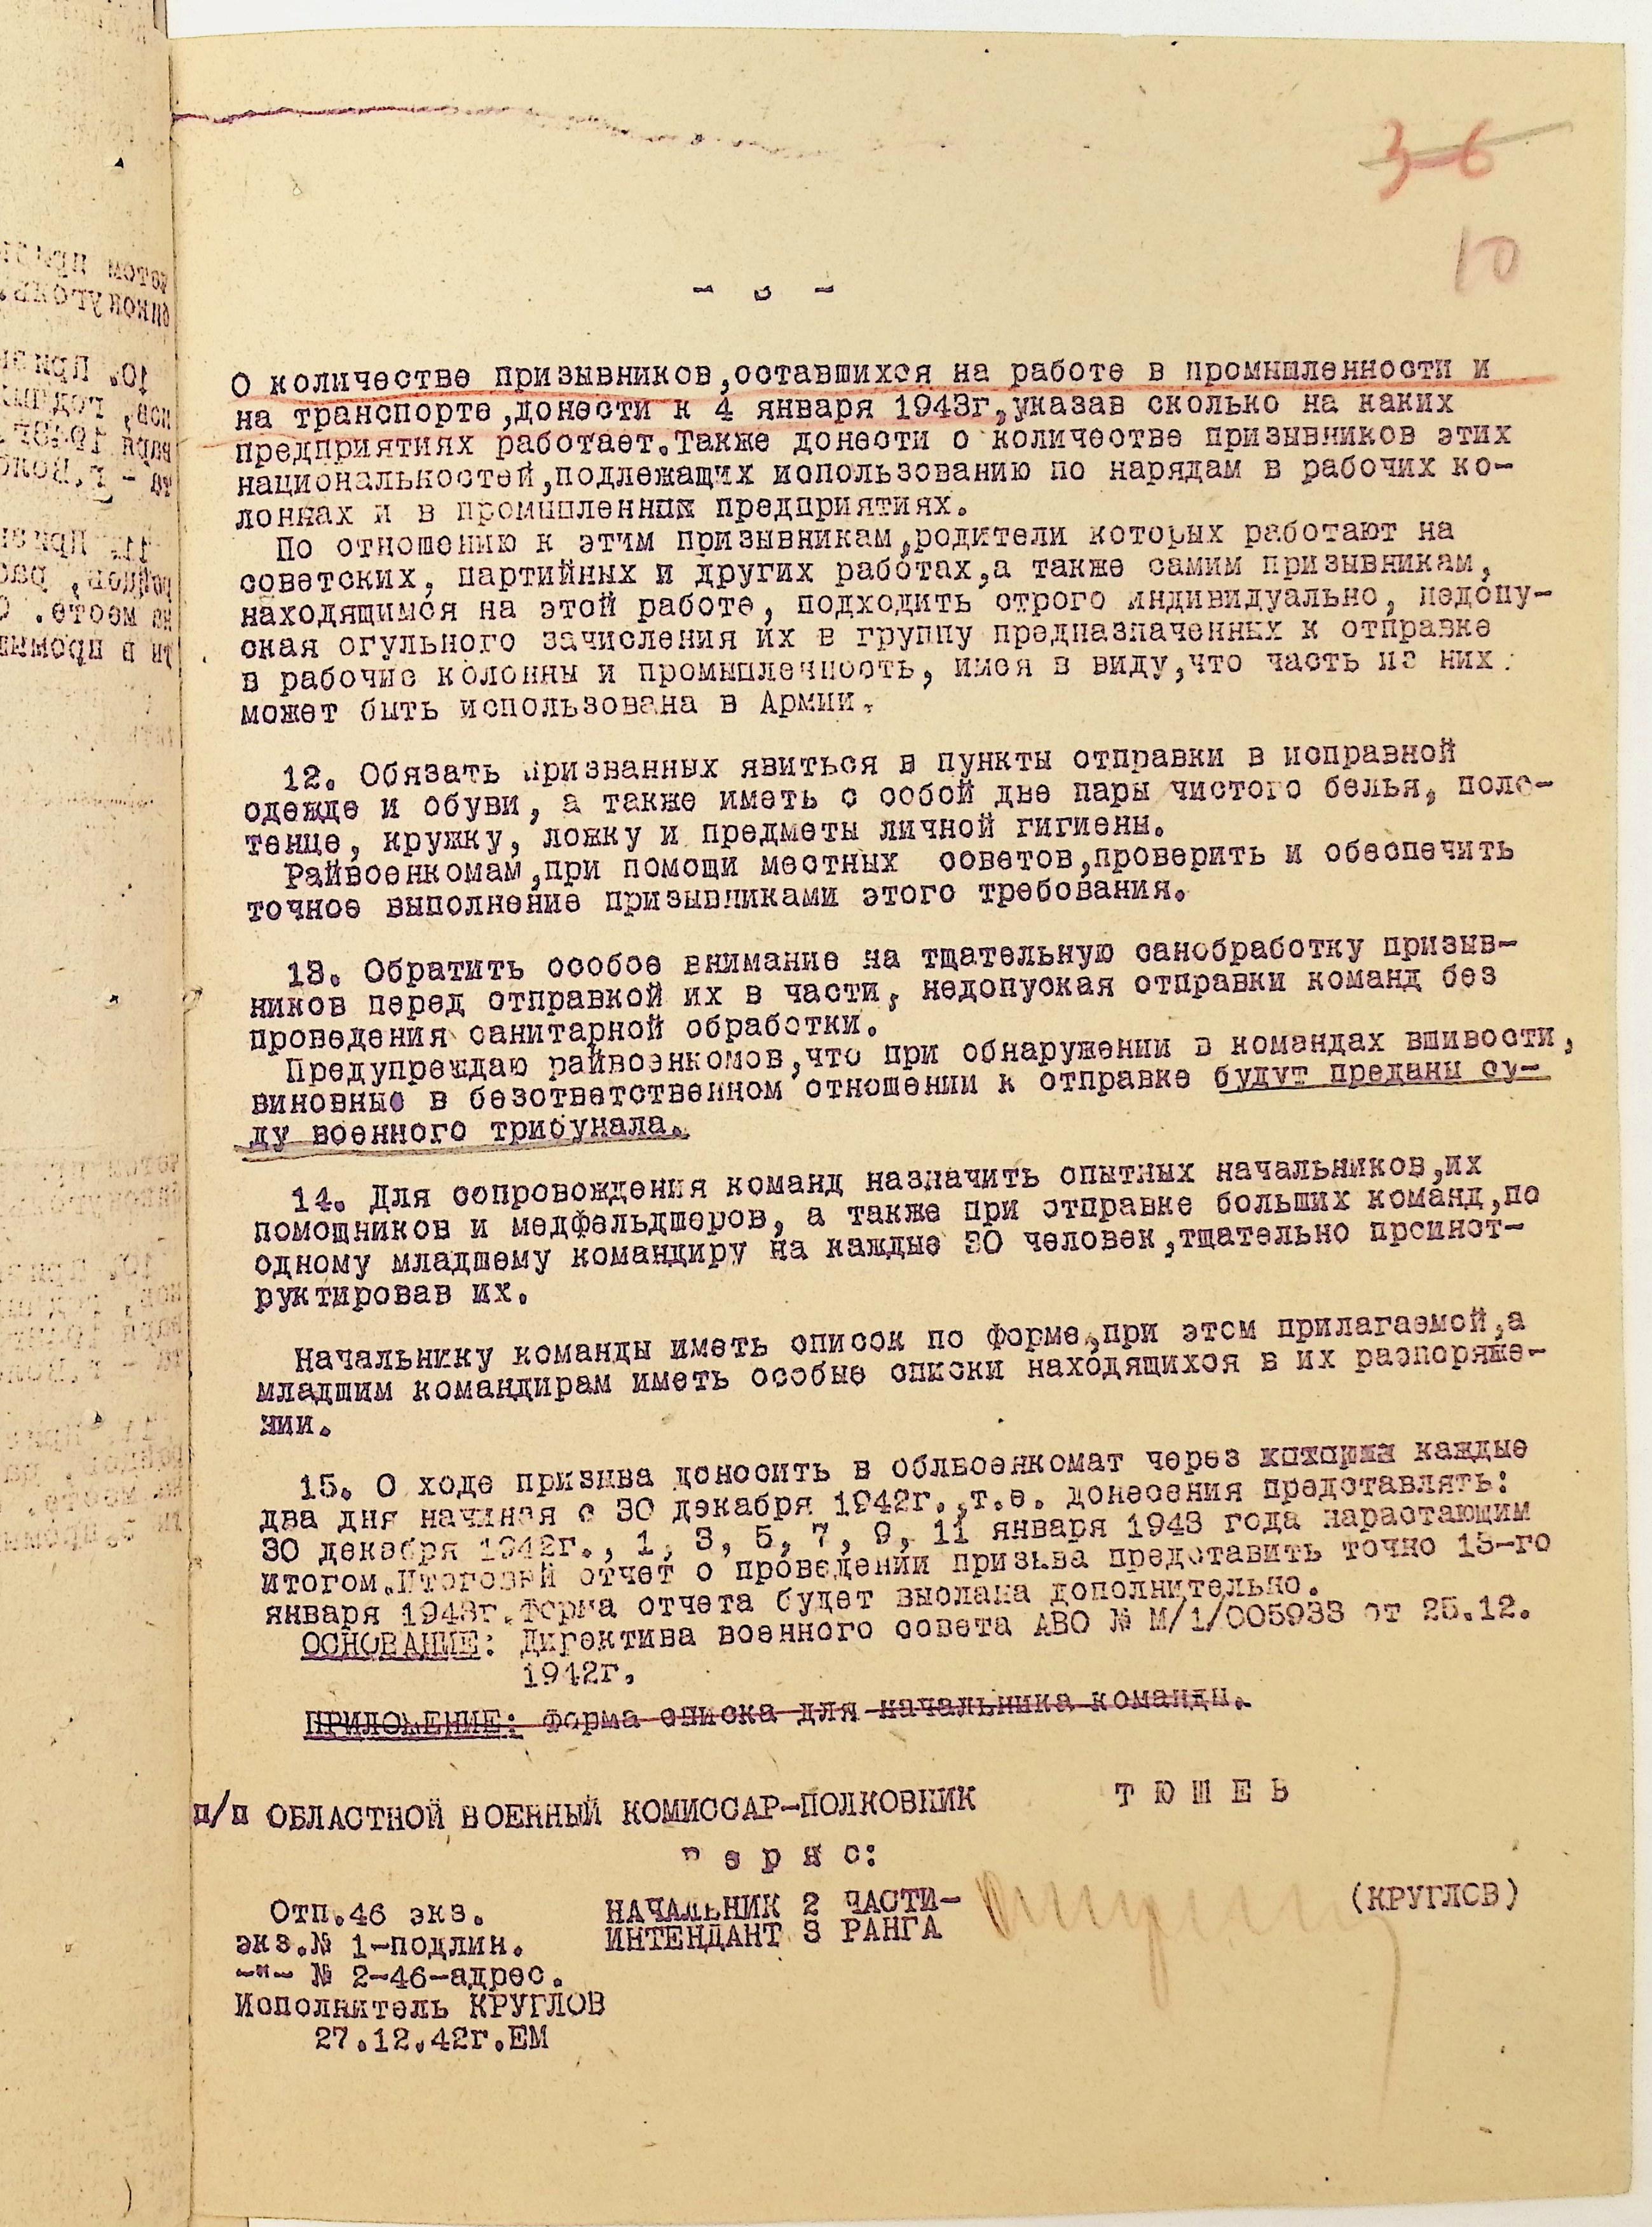 3-6
10
- 3 -
О количестве призывников,оставшихся на работе в промышленности и
на транспорте,донести к 4 января 1943г,указав сколько на каких
предприятиях работает.Также донести о количестве призывников этих
национальностей,подлежащих использованию по нарядам в рабочих ко-
лоннах и в промышленных предприятиях.
По отношению к этим призывникам,родители которых работают на
советских, партийных и других работах,а также самим призывникам,
находящимся на этой работе, подходить строго индивидуально, недопу-
ская огульного зачисления их в группу предназначенных к отправке
в рабочие колонны и промышленность, имея в виду,что часть из них
может быть использована в Армии.
12. Обязать призванных явиться в пункты отправки в исправной
одежде и обуви, а также иметь с собой две пары чистого белья, поло-
тенце, кружку, ложку и предметы личной гигиены.
Райвоенкомам,при помощи местных советов,проверить и обеспечить
точное выполнение призывниками этого требования.
13. Обратить особое внимание на тщательную санобработку призыв-
ников перед отправкой их в части, недопуская отправки команд без
проведения санитарной обработки.
Предупреждаю райвоенкомов,что при обнаружении в командах вшивости,
виновные в безответственном отношении к отправке будут преданы су-
ду военного трибунала.
14. Для сопровождения команд назначить опытных начальников,их
помощников и медфельдшеров, а также при отправке больших команд,по
одному младшему командиру на каждые 30 человек,тщательно проинст-
руктировав их.
Начальнику команды иметь список по форме,при этом прилагаемой,а
младшим командирам иметь особые списки находящихся в их распоряже-
нии.
15. О ходе призыва доносить в облвоенкомат через каждые
два дня начиная с 30 декабря 1942г.,т.е. донесения представлять:
30 декабря 1942г., 1, 3, 5, 7, 9, 11 января 1943 года нарастающим
итогом.Итоговый отчет о проведении призыва представить точно 15-го
января 1943г.Форма отчета будет выслана дополнительно.
ОСНОВАНИЕ: Директива военного совета АВО № М/1/005933 от 25.12.
1942г.
ПРИЛОЖЕНИЕ: Форма списка для начальника команды.
п/п ОБЛАСТНОЙ ВОЕННЫЙ КОМИССАР-ПОЛКОВНИК Т Ю Ш Е В
В е р н о:
НАЧАЛЬНИК 2 ЧАСТИ-
ИНТЕНДАНТ 3 РАНГА (КРУГЛОВ)
Отп.46 экз.
экз.№ 1-подлин.
-"- № 2-46-адрес.
Исполнитель КРУГЛОВ
27.12.42г.ЕМ